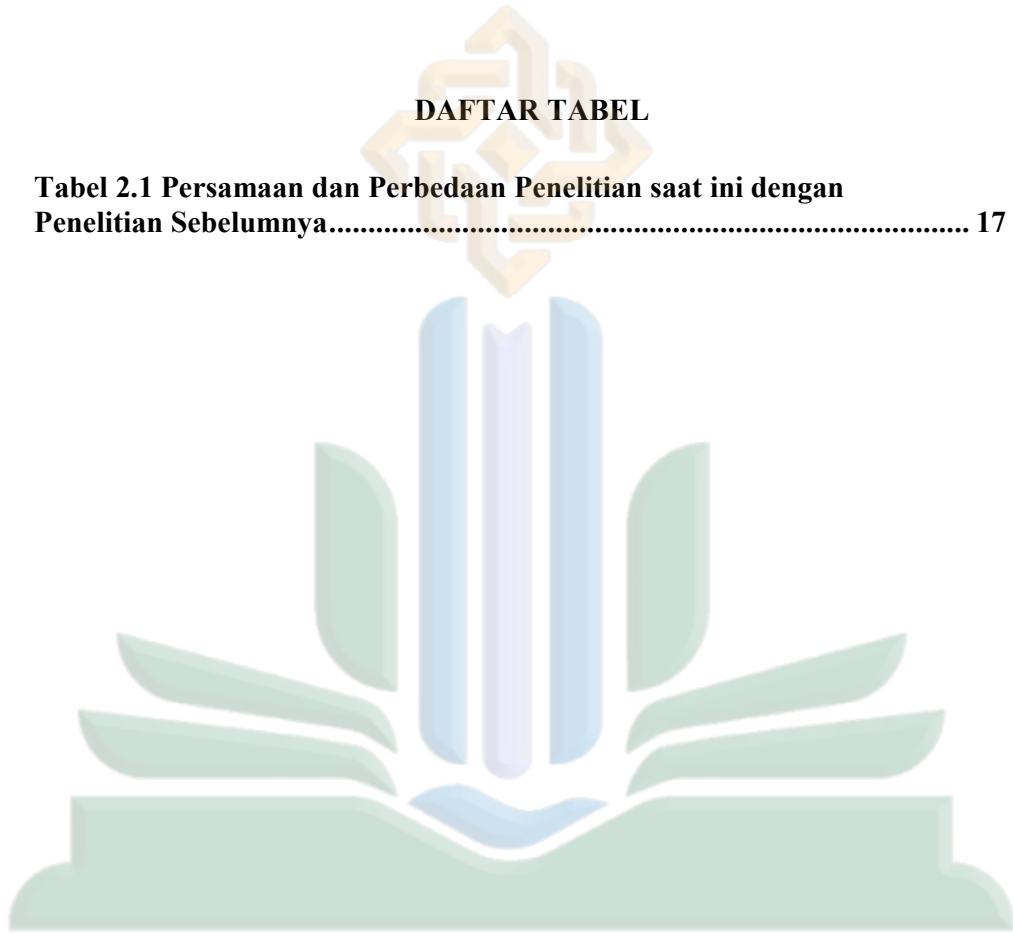 DAFTAR TABEL
Tabel 2.1 Persamaan dan Perbedaan Penelitian saat ini dengan
Penelitian Sebelumnya.................................................................................. 17